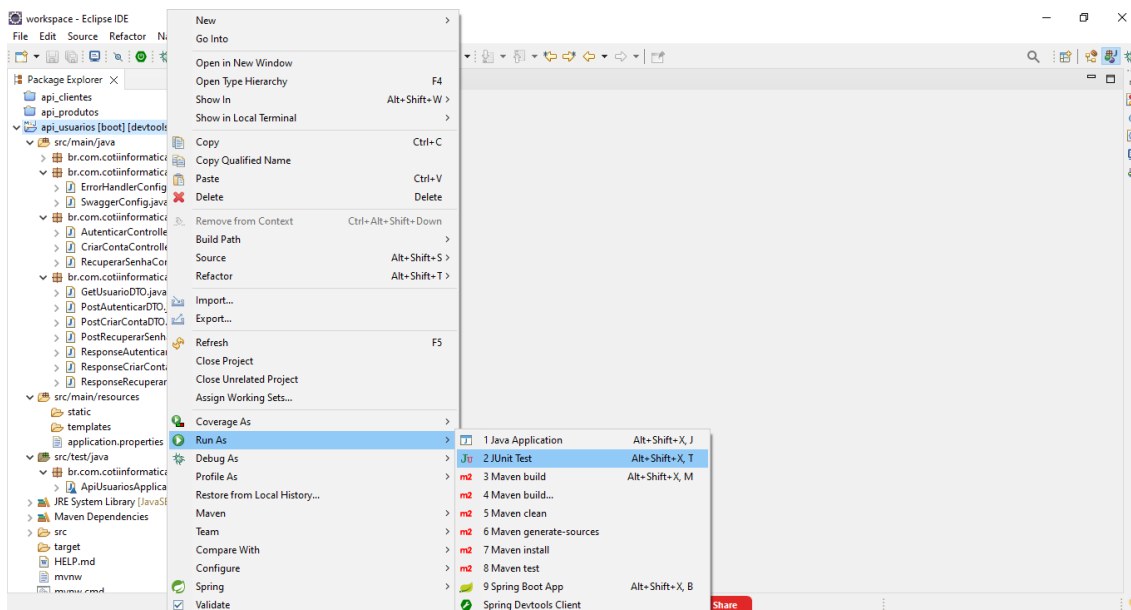 workspace - Eclipse IDE
File Edit Source Refactor Na
Package Explorer
api_clientes
api_produtos
api_usuarios [boot] [devtools
src/main/java
br.com.cotiinformatica
br.com.cotiinformatica
ErrorHandlerConfig
SwaggerConfig.java
br.com.cotiinformatica
AutenticarControlle
CriarContaControlle
RecuperarSenhaCon
br.com.cotiinformatica
GetUsuarioDTO.java
PostAutenticarDTO.j
PostCriarContaDTO.
PostRecuperarSenh
ResponseAutenticar
ResponseCriarConta
ResponseRecuperar
src/main/resources
static
templates
application.properties
src/test/java
br.com.cotiinformatica
ApiUsuariosApplica
JRE System Library [JavaSE
Maven Dependencies
src
target
HELP.md
mvnw
mvnw.cmd
New
Go Into
Open in New Window
Open Type Hierarchy F4
Show In Alt+Shift+W
Show in Local Terminal
Copy Ctrl+C
Copy Qualified Name
Paste Ctrl+V
Delete Delete
Remove from Context Ctrl+Alt+Shift+Down
Build Path
Source Alt+Shift+S
Refactor Alt+Shift+T
Import...
Export...
Refresh F5
Close Project
Close Unrelated Project
Assign Working Sets...
Coverage As
Run As
Debug As
Profile As
Restore from Local History...
Maven
Team
Compare With
Configure
Spring
Validate
1 Java Application Alt+Shift+X, J
2 JUnit Test Alt+Shift+X, T
3 Maven build Alt+Shift+X, M
4 Maven build...
5 Maven clean
6 Maven generate-sources
7 Maven install
8 Maven test
9 Spring Boot App Alt+Shift+X, B
Spring Devtools Client
Share